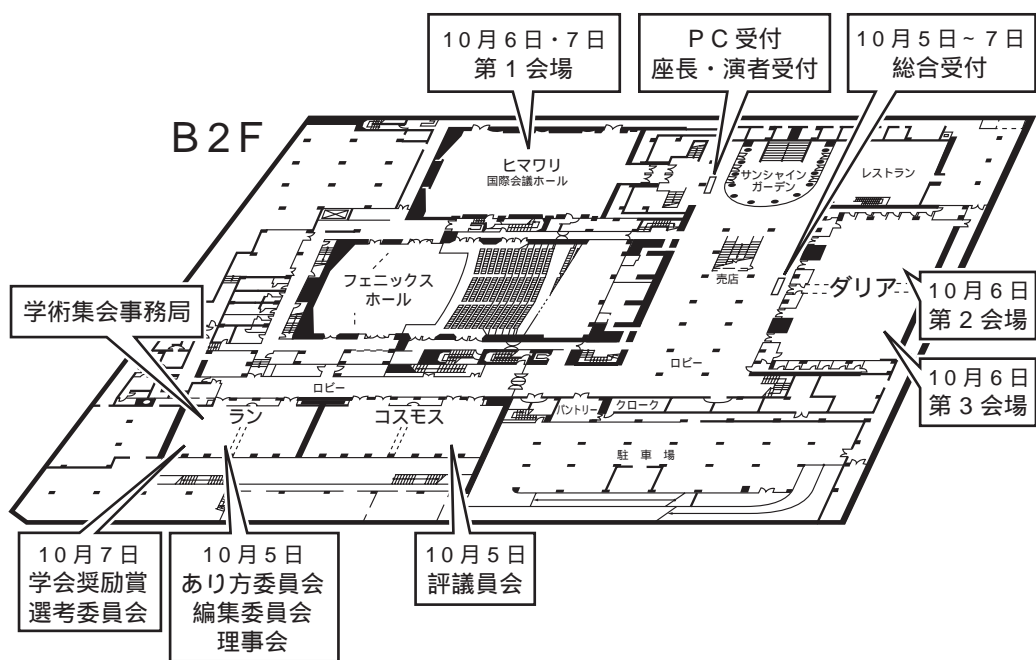 10月6日・7日
第1会場
PC受付
座長・演者受付
10月5日~7日
総合受付
B2F
ヒマワリ
国際会議ホール
サンシャイン
ガーデン
レストラン
フェニックス
ホール
売店
ダリア
10月6日
第2会場
学術集会事務局
ロビー
10月6日
第3会場
ロビー
ラン
コスモス
パントリー
クローク
駐車場
10月7日
学会奨励賞
選考委員会
10月5日
あり方委員会
編集委員会
理事会
10月5日
評議員会